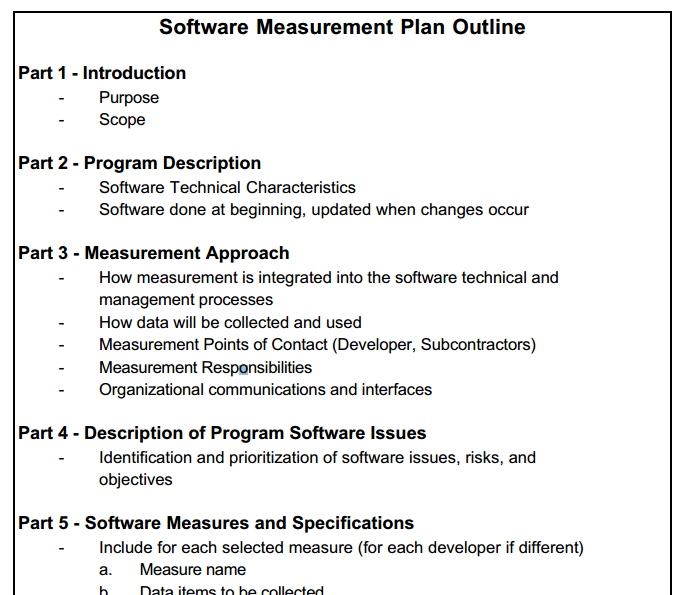 Software Measurement Plan Outline
Part 1 - Introduction
- Purpose
- Scope
Part 2 - Program Description
- Software Technical Characteristics
- Software done at beginning, updated when changes occur
Part 3 - Measurement Approach
- How measurement is integrated into the software technical and
management processes
- How data will be collected and used
- Measurement Points of Contact (Developer, Subcontractors)
- Measurement Responsibilities
- Organizational communications and interfaces
Part 4 - Description of Program Software Issues
- Identification and prioritization of software issues, risks, and
objectives
Part 5 - Software Measures and Specifications
- Include for each selected measure (for each developer if different)
a. Measure name
b. Data items to be collected